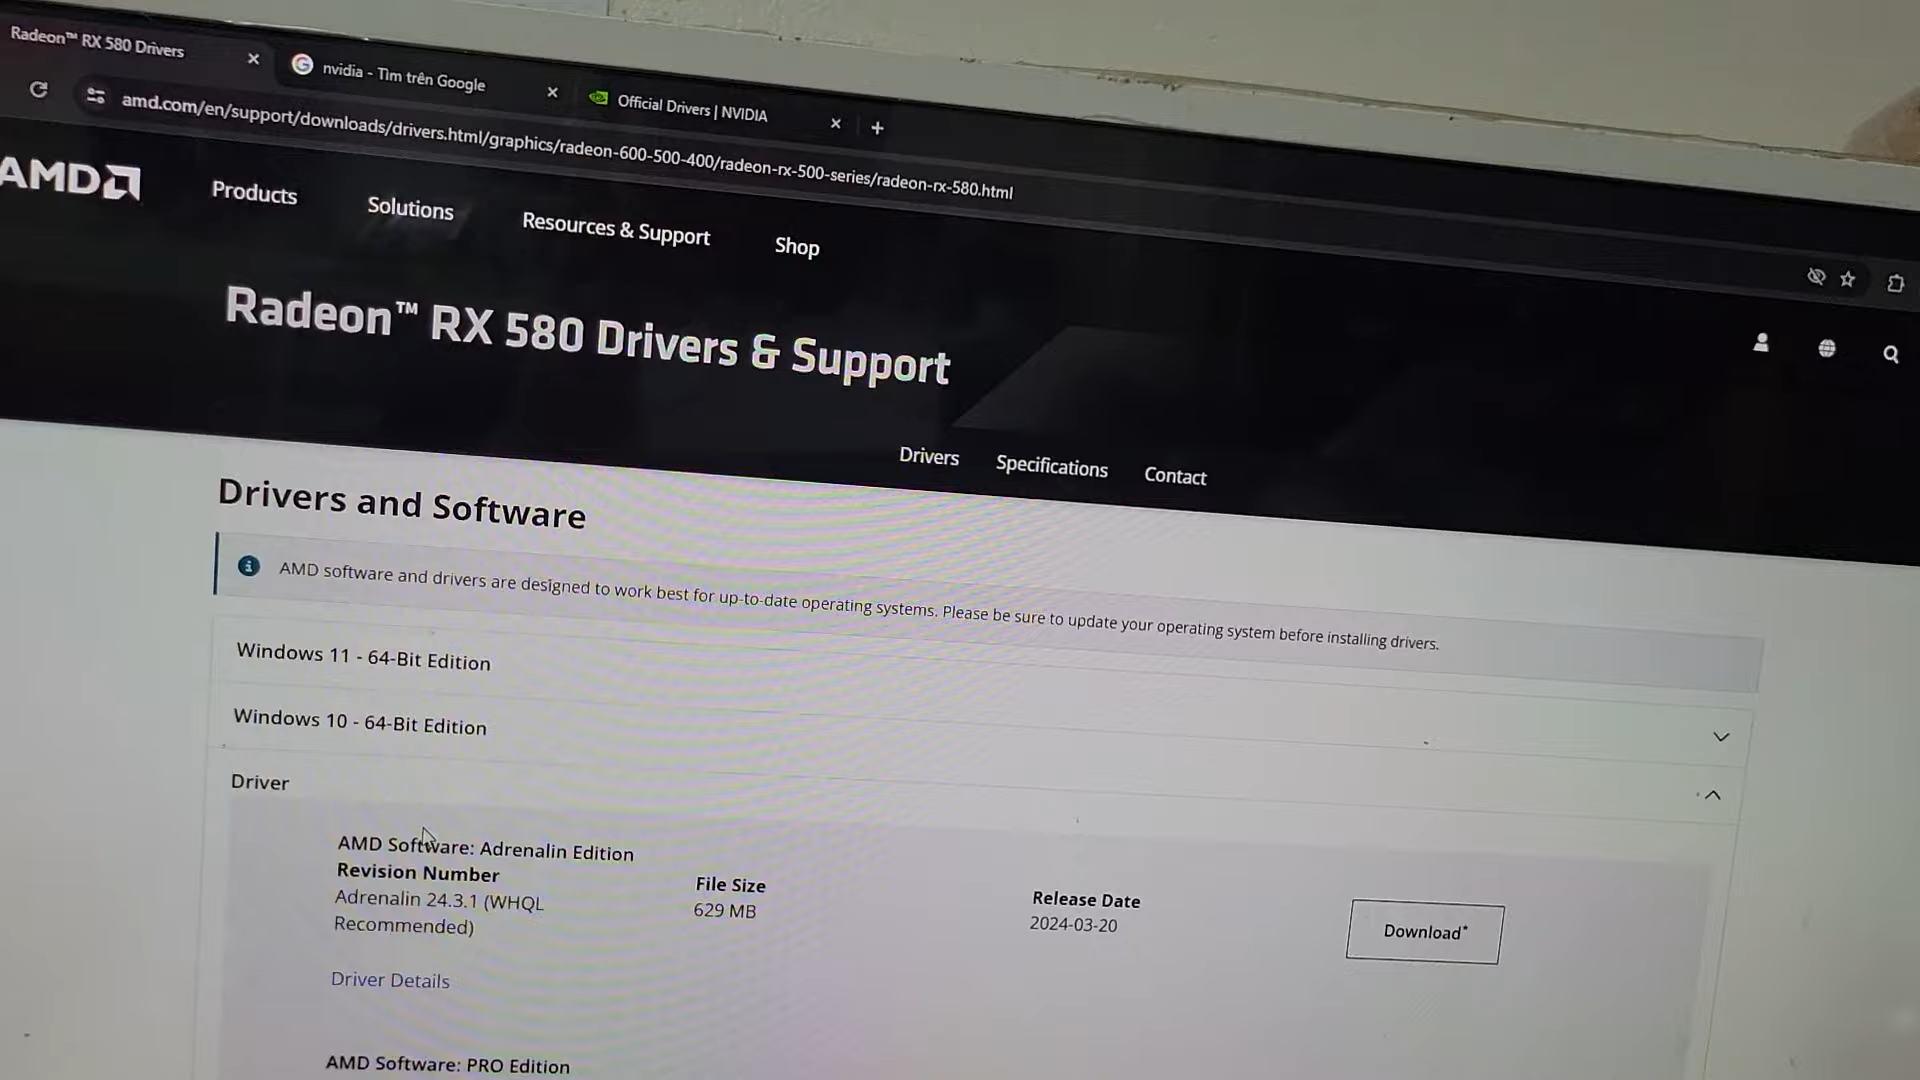 Radeon™ RX 580 Drivers
nvidia - Tìm trên Google
Official Drivers | NVIDIA
amd.com/en/support/downloads/drivers.html/graphics/radeon-600-500-400/radeon-rx-500-series/radeon-rx-580.html
AMD
Products
Solutions
Resources & Support
Shop
Radeon™ RX 580 Drivers & Support
Drivers
Specifications
Contact
Drivers and Software
AMD software and drivers are designed to work best for up-to-date operating systems. Please be sure to update your operating system before installing drivers.
Windows 11 - 64-Bit Edition
Windows 10 - 64-Bit Edition
Driver
AMD Software: Adrenalin Edition
Revision Number
Adrenalin 24.3.1 (WHQL
Recommended)
File Size
629 MB
Release Date
2024-03-20
Download*
Driver Details
AMD Software: PRO Edition